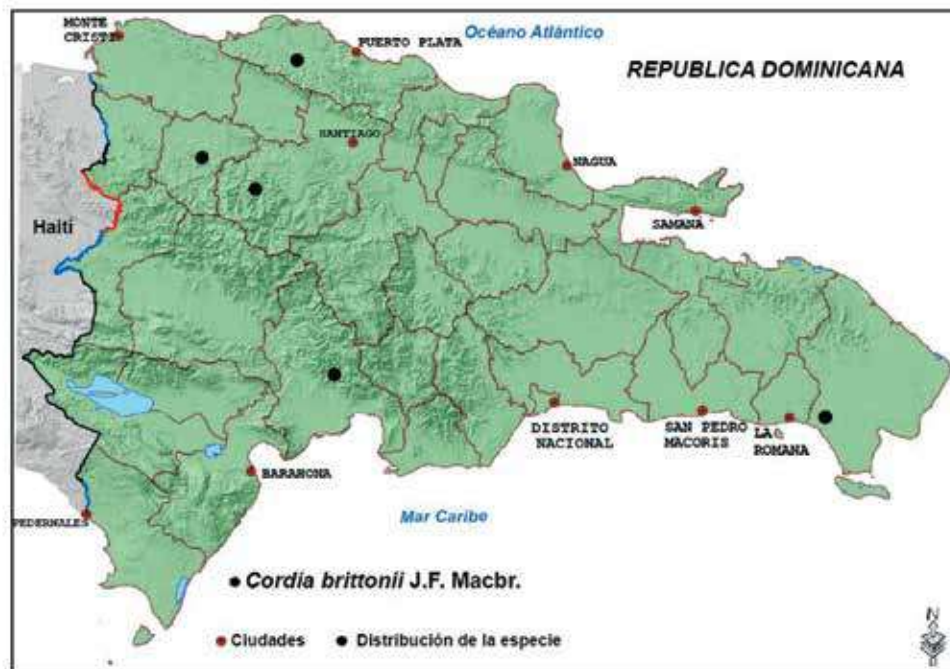 MONTE
CRISTI
Océano Atlántico
PUERTO PLATA
REPUBLICA DOMINICANA
SANTIAGO
NAGUA
Haití
SAMANÁ
DISTRITO
NACIONAL
SAN PEDRO
MACORIS
LA
ROMANA
BARAHONA
PEDERNALES
Mar Caribe
Cordia brittonii J.F. Macbr.
Ciudades
Distribución de la especie
N